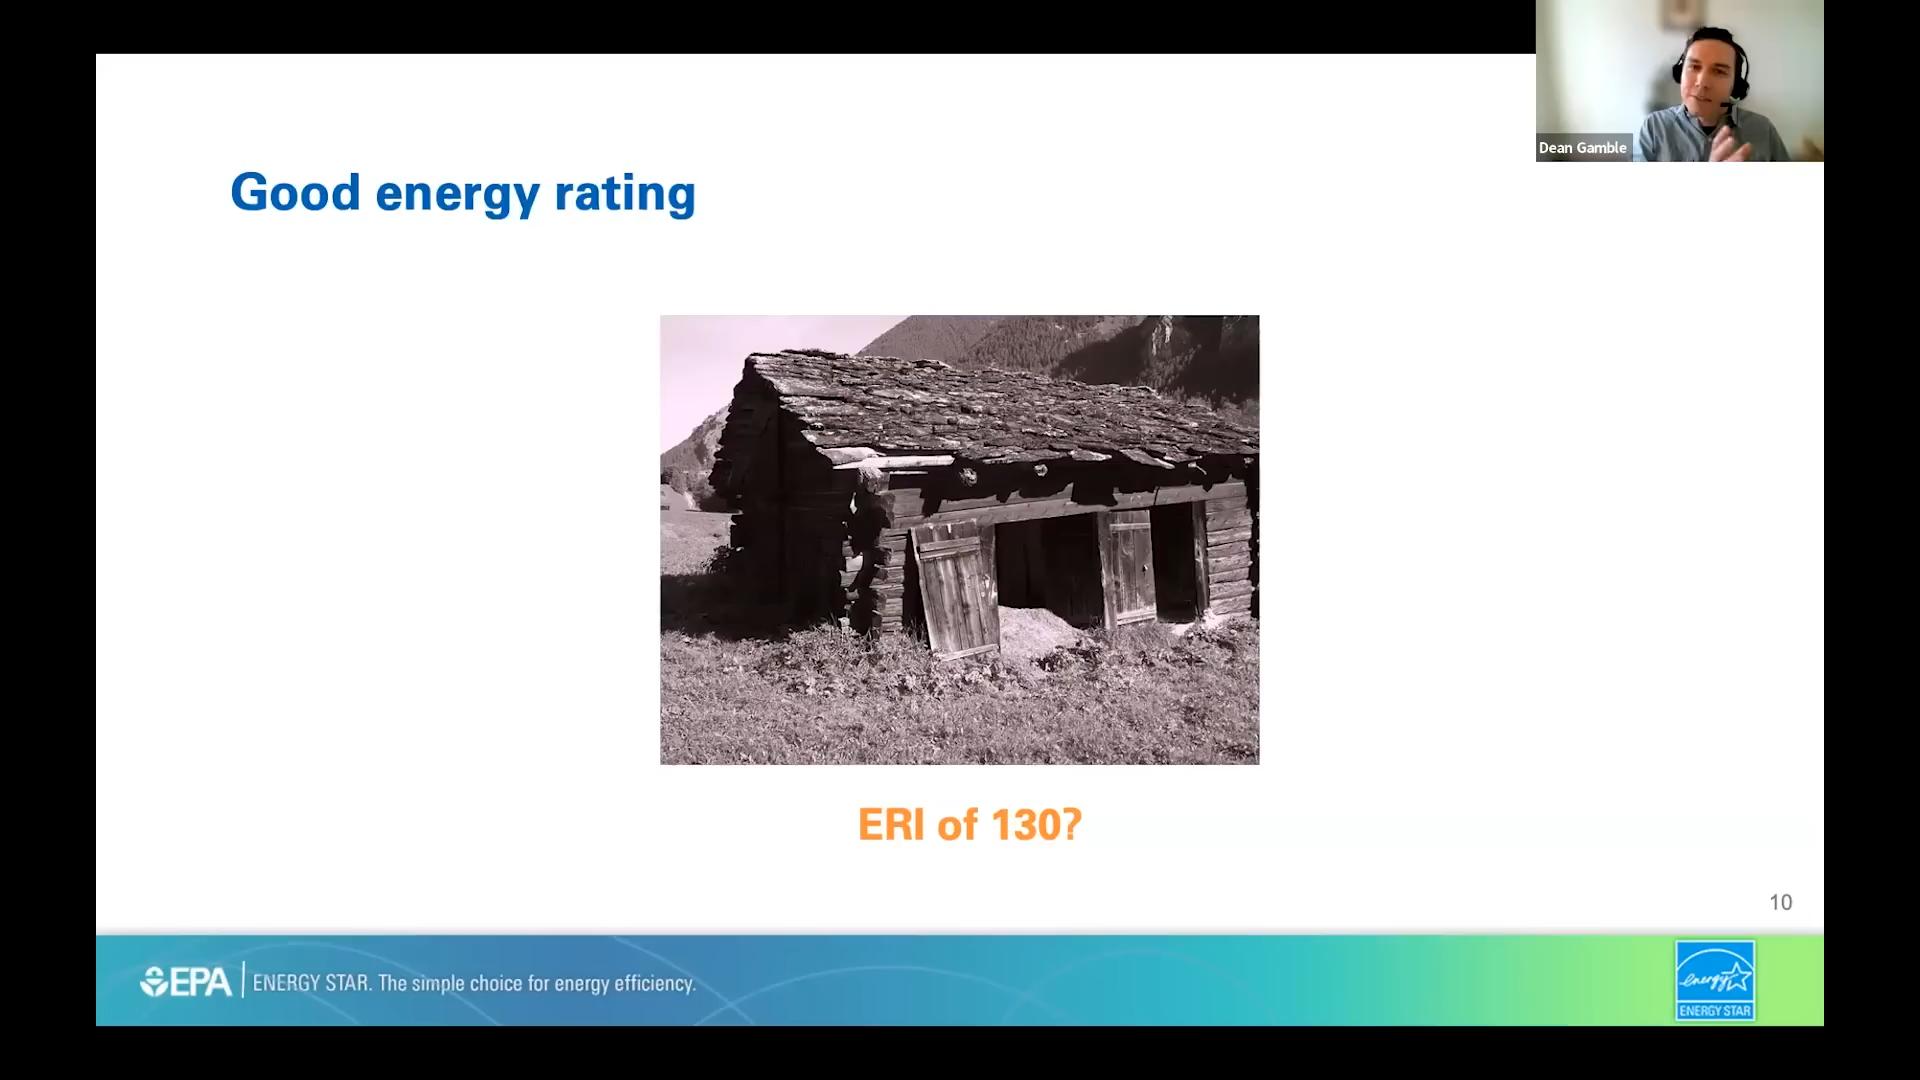 Dean Gamble
Good energy rating
ERI of 130?
10
EPA
ENERGY STAR. The simple choice for energy efficiency.
energy
ENERGY STAR